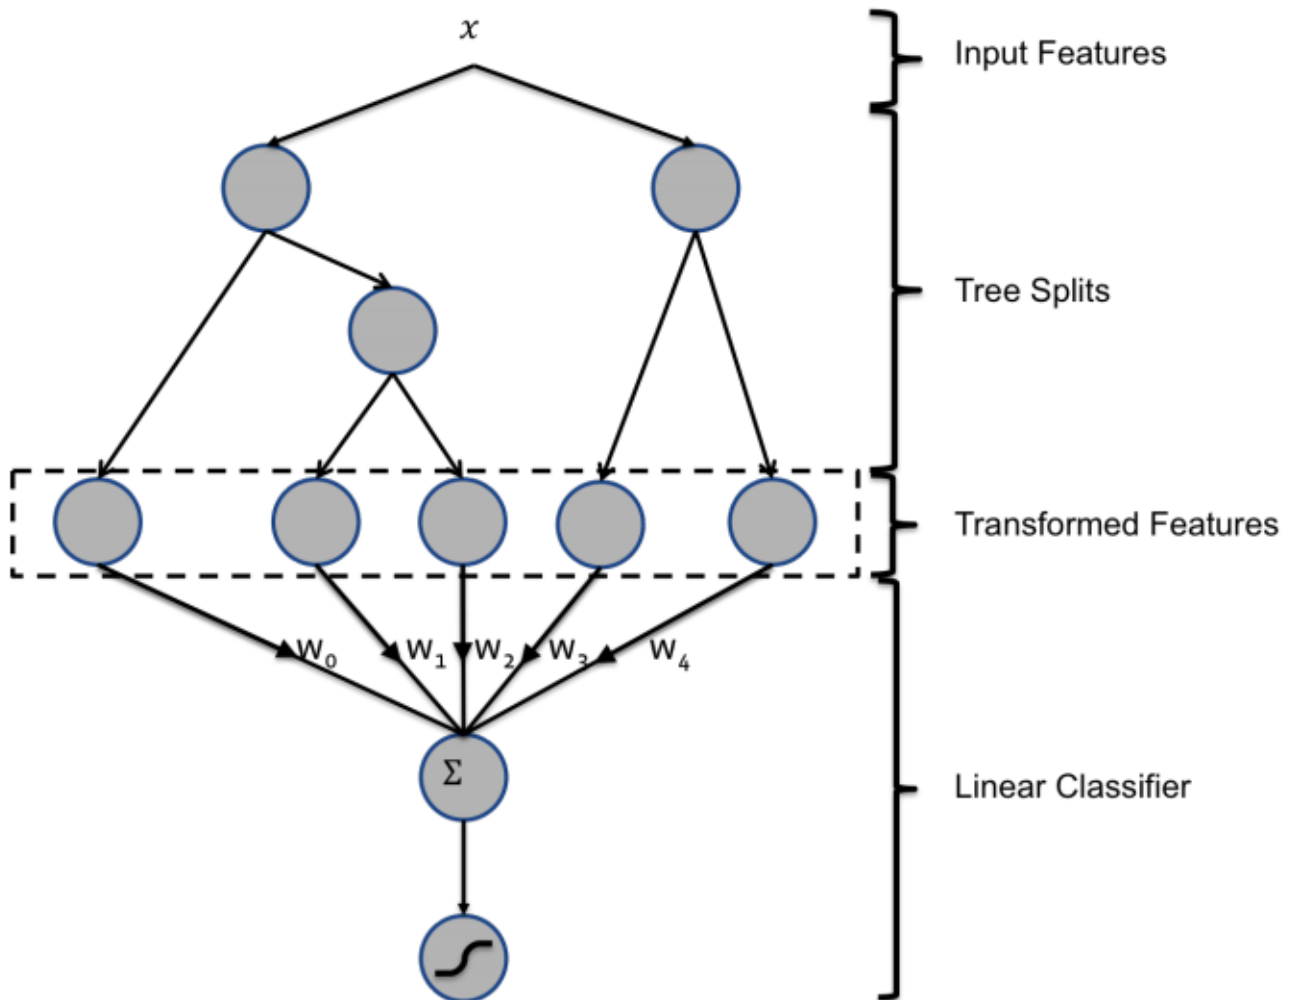 x
Input Features
Tree Splits
Transformed Features
W₀ W₁ W₂ W₃ W₄
Σ
Linear Classifier